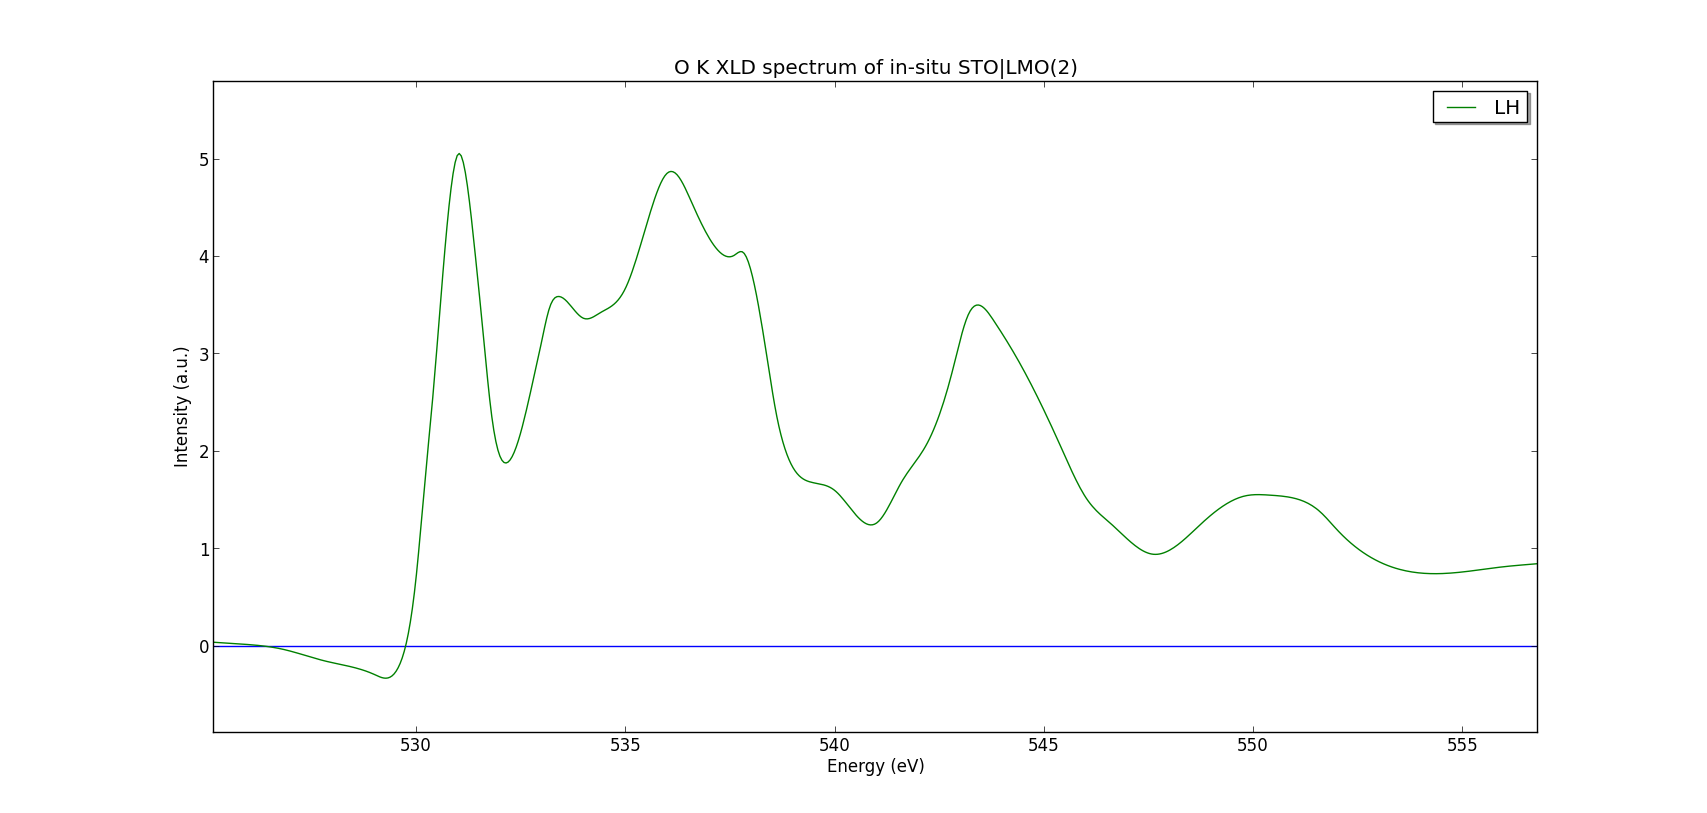 O K XLD spectrum of in-situ STO|LMO(2)
LH
5
4
3
2
1
0
Intensity (a.u.)
530 535 540 545 550 555
Energy (eV)